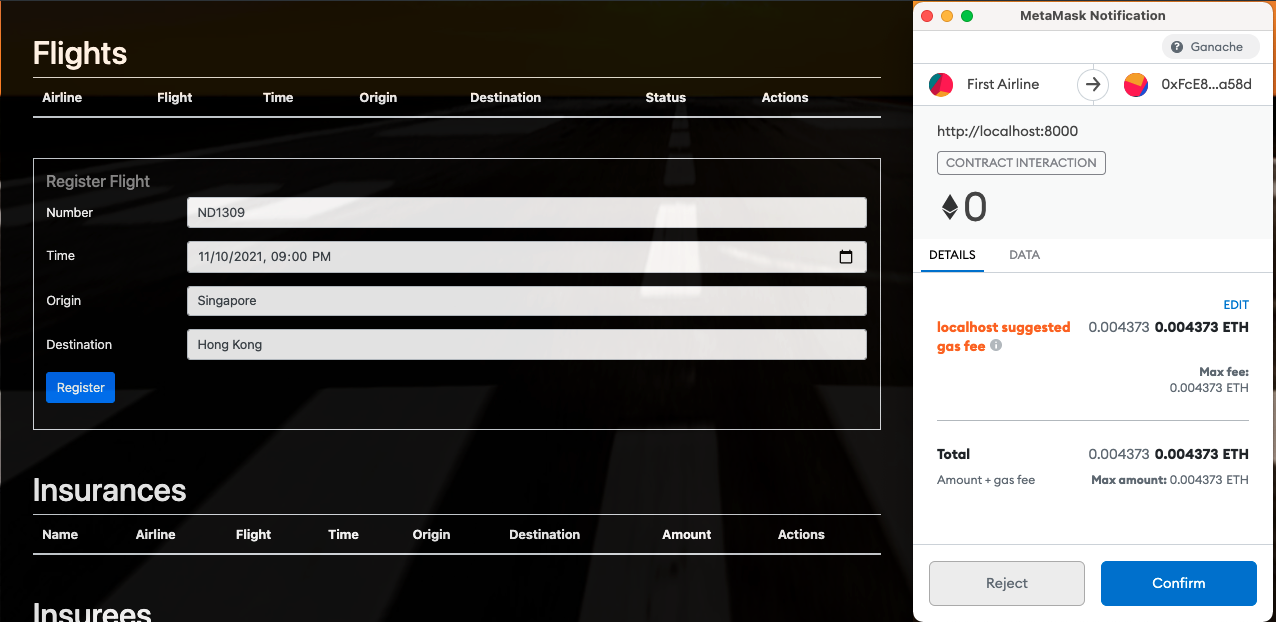 Flights
Airline Flight Time Origin Destination Status Actions
Register Flight
Number ND1309
Time 11/10/2021, 09:00 PM
Origin Singapore
Destination Hong Kong
Register
Insurances
Name Airline Flight Time Origin Destination Amount Actions
Insurees
MetaMask Notification
? Ganache
First Airline 0xFcE8...a58d
http://localhost:8000
CONTRACT INTERACTION
0
DETAILS DATA
EDIT
localhost suggested 0.004373 0.004373 ETH
gas fee i
Max fee:
0.004373 ETH
Total 0.004373 0.004373 ETH
Amount + gas fee Max amount: 0.004373 ETH
Reject Confirm